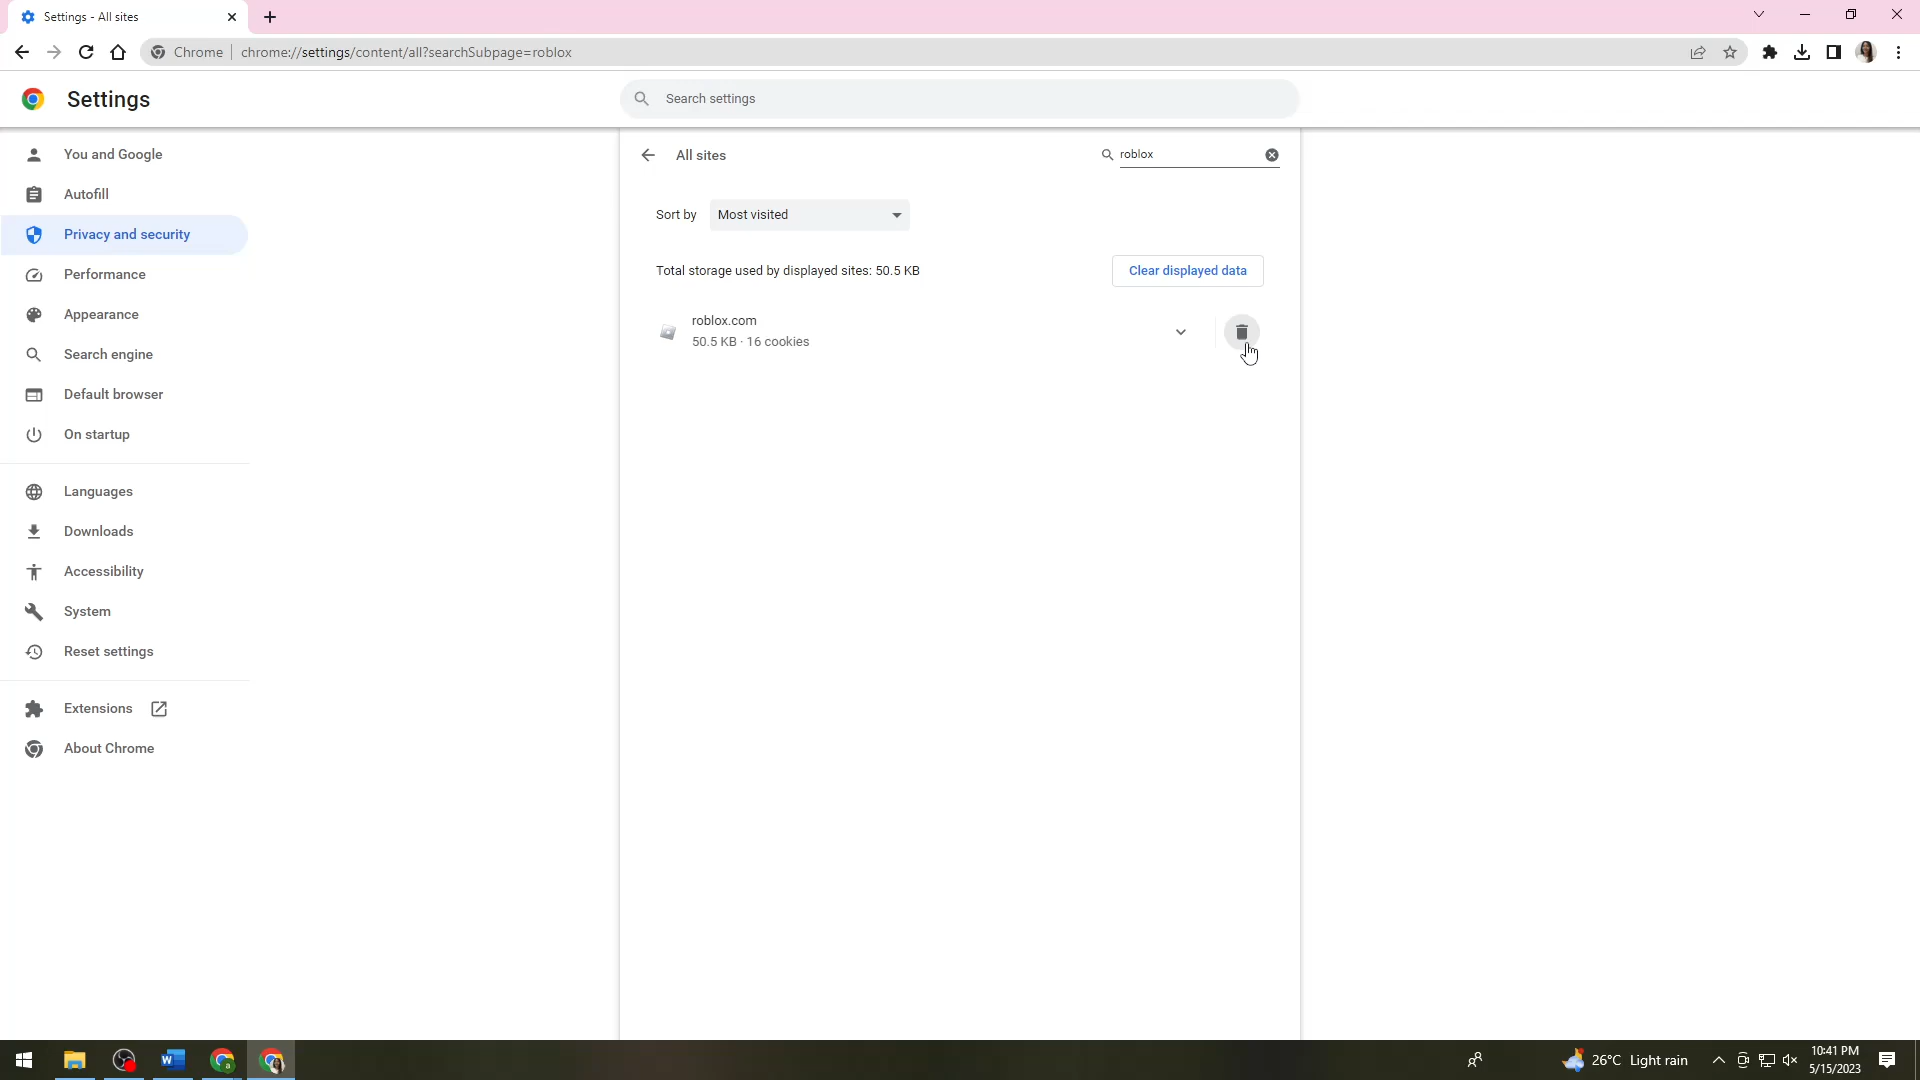 Settings - All sites
Chrome
chrome://settings/content/all?searchSubpage=roblox
Settings
Search settings
You and Google
Autofill
Privacy and security
Performance
Appearance
Search engine
Default browser
On startup
Languages
Downloads
Accessibility
System
Reset settings
Extensions
About Chrome
All sites
roblox
Sort by
Most visited
Total storage used by displayed sites: 50.5 KB
Clear displayed data
roblox.com
50.5 KB · 16 cookies
26°C Light rain
10:41 PM
5/15/2023